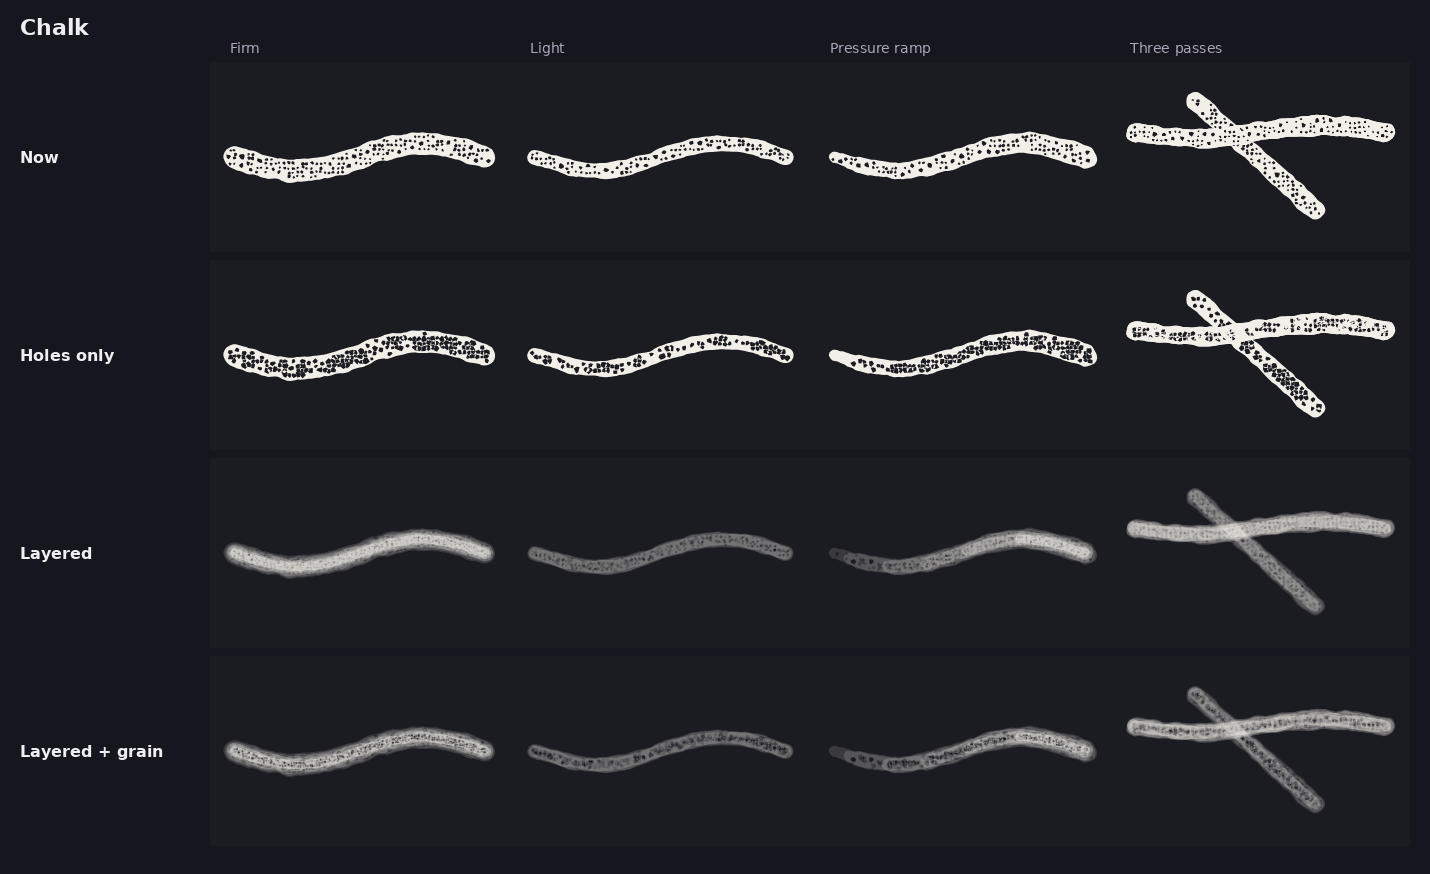 Chalk
Firm Light Pressure ramp Three passes
Now
Holes only
Layered
Layered + grain